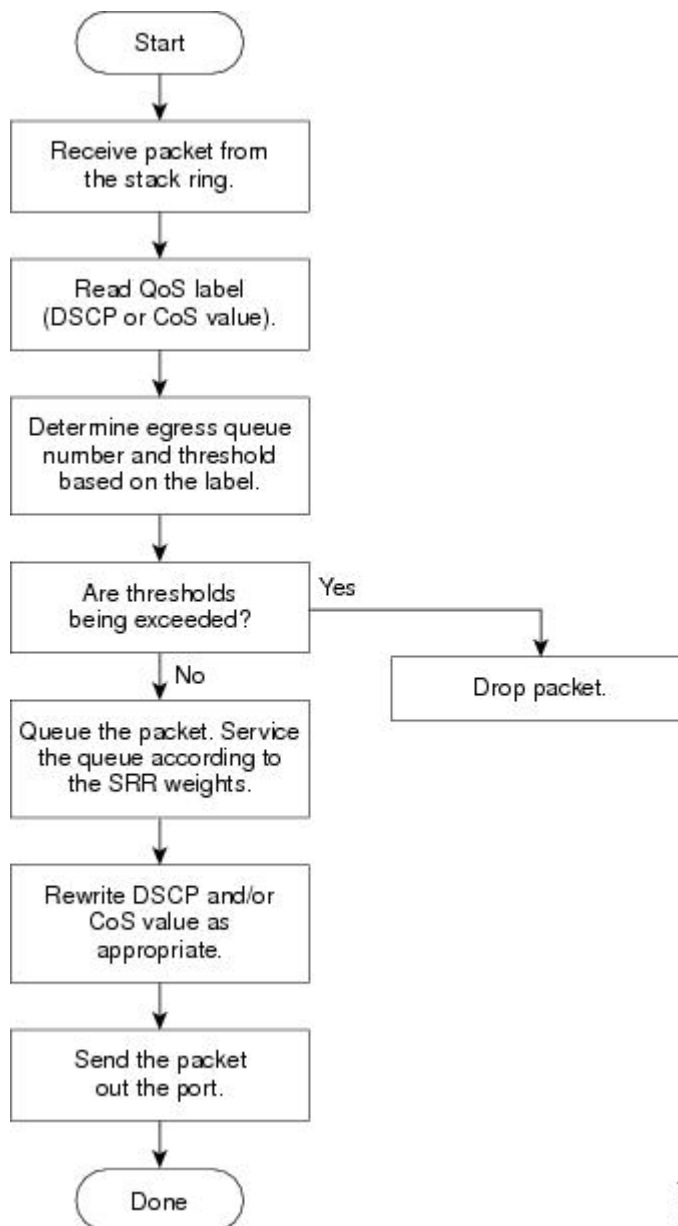 Start
Receive packet from
the stack ring.
Read QoS label
(DSCP or CoS value).
Determine egress queue
number and threshold
based on the label.
Are thresholds
being exceeded?
Yes
No
Drop packet.
Queue the packet. Service
the queue according to
the SRR weights.
Rewrite DSCP and/or
CoS value as
appropriate.
Send the packet
out the port.
Done